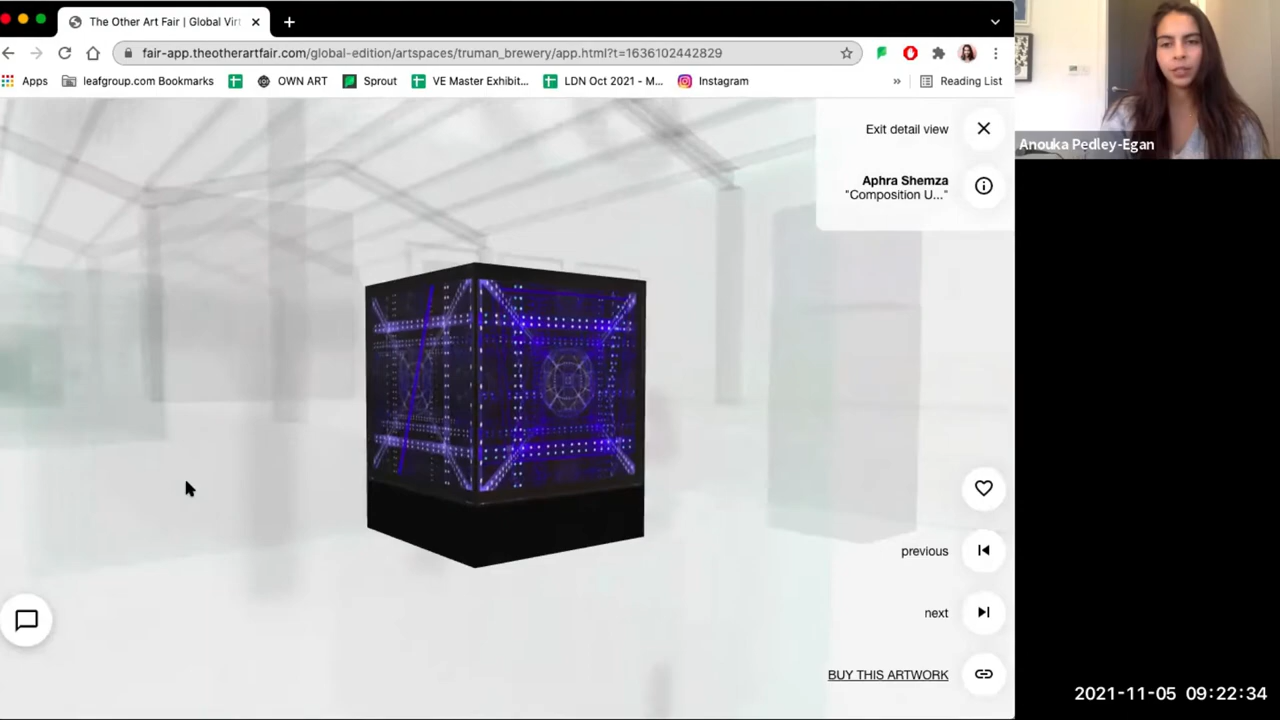 The Other Art Fair | Global Virt
fair-app.theotherartfair.com/global-edition/artspaces/truman_brewery/app.html?t=1636102442829
Apps
leafgroup.com Bookmarks
OWN ART
Sprout
VE Master Exhibit...
LDN Oct 2021 - M...
Instagram
»
Reading List
Exit detail view
Aphra Shemza
"Composition U..."
previous
next
BUY THIS ARTWORK
Anouka Pedley-Egan
2021-11-05 09:22:34